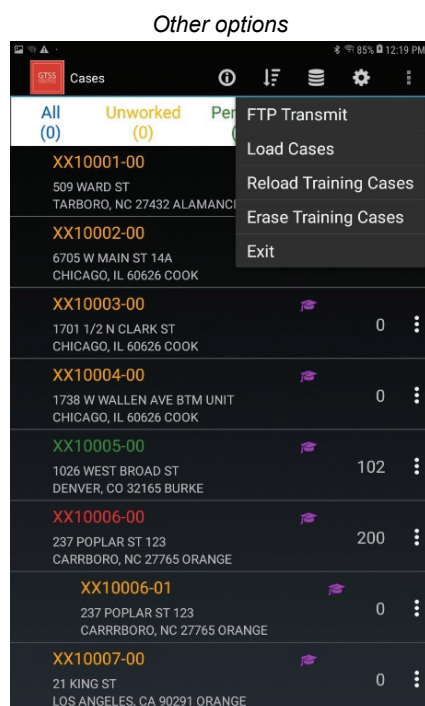 Other options
85% 12:19 PM
GTSS Cases
All Unworked Per
(0) (0) (
FTP Transmit
Load Cases
Reload Training Cases
Erase Training Cases
Exit
XX10001-00
509 WARD ST
TARBORO, NC 27432 ALAMANC
XX10002-00
6705 W MAIN ST 14A
CHICAGO, IL 60626 COOK
XX10003-00
1701 1/2 N CLARK ST 0
CHICAGO, IL 60626 COOK
XX10004-00
1738 W WALLEN AVE BTM UNIT 0
CHICAGO, IL 60626 COOK
XX10005-00
1026 WEST BROAD ST 102
DENVER, CO 32165 BURKE
XX10006-00
237 POPLAR ST 123 200
CARRBORO, NC 27765 ORANGE
XX10006-01
237 POPLAR ST 123 0
CARRRBORO, NC 27765 ORANGE
XX10007-00
21 KING ST 0
LOS ANGELES, CA 90291 ORANGE